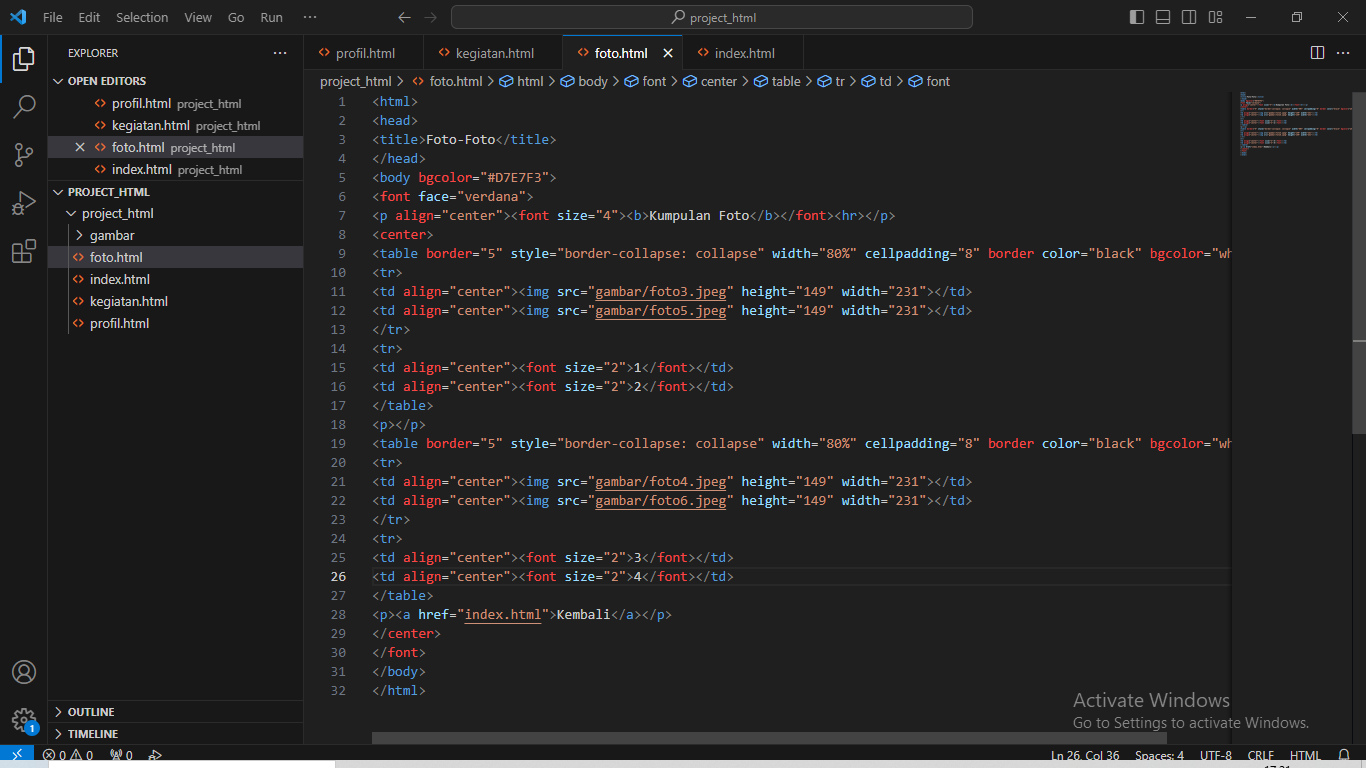 File Edit Selection View Go Run ··· project_html
EXPLORER ···
OPEN EDITORS
profil.html project_html
kegiatan.html project_html
foto.html project_html
index.html project_html
PROJECT_HTML
project_html
gambar
foto.html
index.html
kegiatan.html
profil.html
OUTLINE
TIMELINE
profil.html kegiatan.html foto.html index.html
project_html > foto.html > html > body > font > center > table > tr > td > font
1 <html>
2 <head>
3 <title>Foto-Foto</title>
4 </head>
5 <body bgcolor="#D7E7F3">
6 <font face="verdana">
7 <p align="center"><font size="4"><b>Kumpulan Foto</b></font><hr></p>
8 <center>
9 <table border="5" style="border-collapse: collapse" width="80%" cellpadding="8" border color="black" bgcolor="wh
10 <tr>
11 <td align="center"><img src="gambar/foto3.jpeg" height="149" width="231"></td>
12 <td align="center"><img src="gambar/foto5.jpeg" height="149" width="231"></td>
13 </tr>
14 <tr>
15 <td align="center"><font size="2">1</font></td>
16 <td align="center"><font size="2">2</font></td>
17 </table>
18 <p></p>
19 <table border="5" style="border-collapse: collapse" width="80%" cellpadding="8" border color="black" bgcolor="wh
20 <tr>
21 <td align="center"><img src="gambar/foto4.jpeg" height="149" width="231"></td>
22 <td align="center"><img src="gambar/foto6.jpeg" height="149" width="231"></td>
23 </tr>
24 <tr>
25 <td align="center"><font size="2">3</font></td>
26 <td align="center"><font size="2">4</font></td>
27 </table>
28 <p><a href="index.html">Kembali</a></p>
29 </center>
30 </font>
31 </body>
32 </html>
Activate Windows
Go to Settings to activate Windows.
1
0 0 0 Ln 26, Col 36 Spaces: 4 UTF-8 CRLF HTML